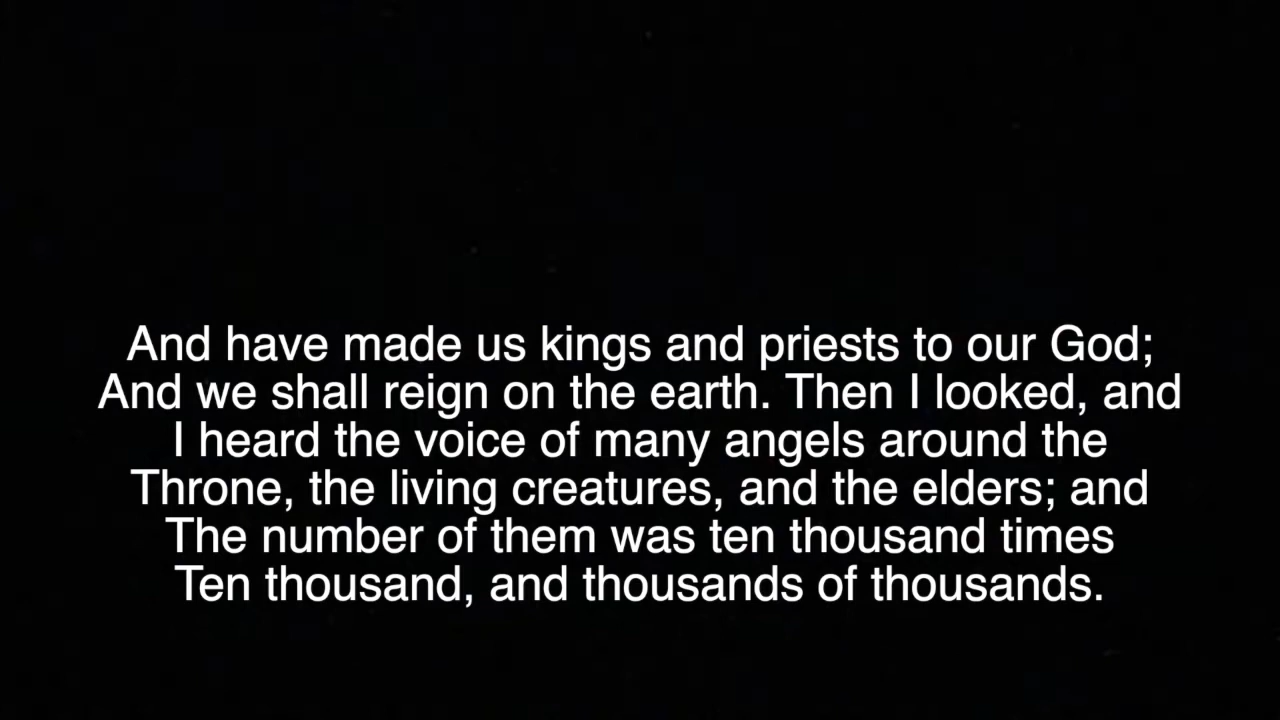 And have made us kings and priests to our God;
And we shall reign on the earth. Then I looked, and
I heard the voice of many angels around the
Throne, the living creatures, and the elders; and
The number of them was ten thousand times
Ten thousand, and thousands of thousands.